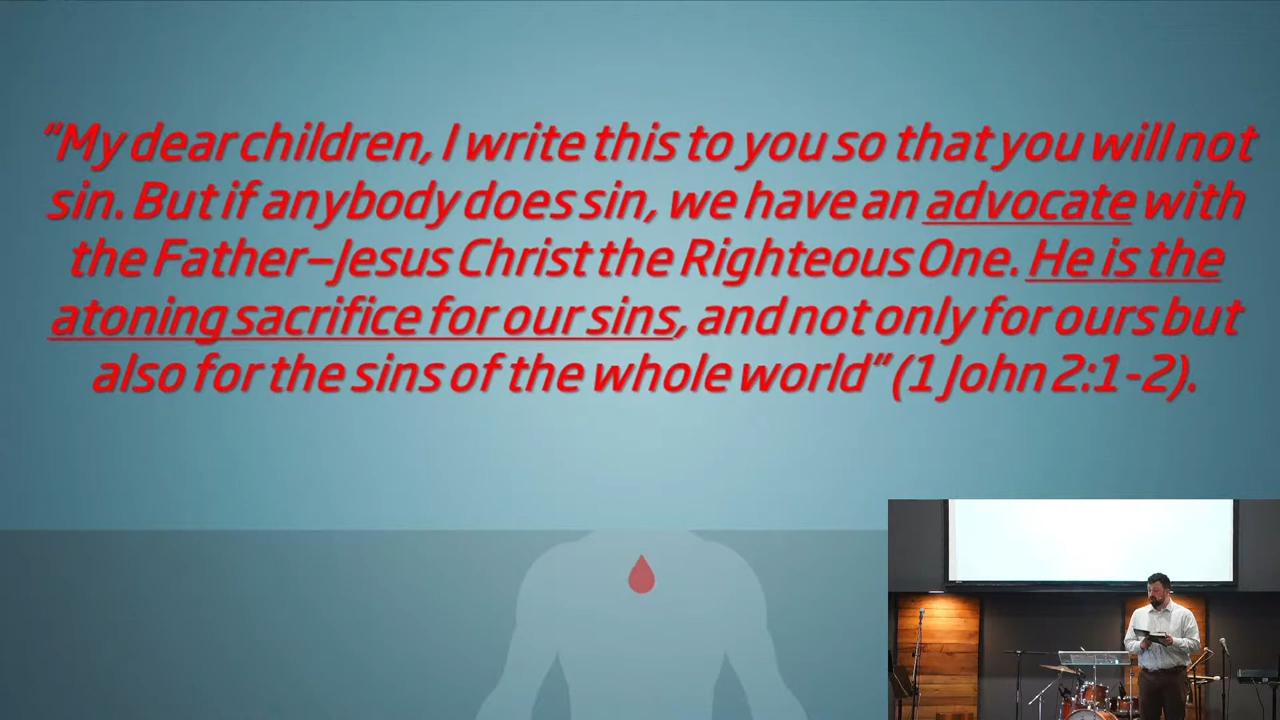 “My dear children, I write this to you so that you will not
sin. But if anybody does sin, we have an advocate with
the Father–Jesus Christ the Righteous One. He is the
atoning sacrifice for our sins, and not only for ours but
also for the sins of the whole world” (1 John 2:1-2).